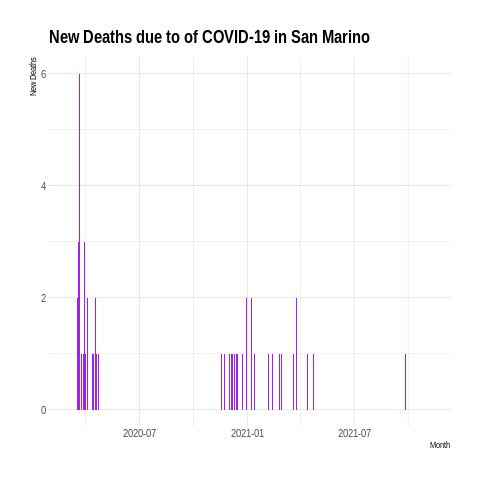 New Deaths due to of COVID-19 in San Marino
New Deaths
6
4
2
0
2020-07
2021-01
2021-07
Month